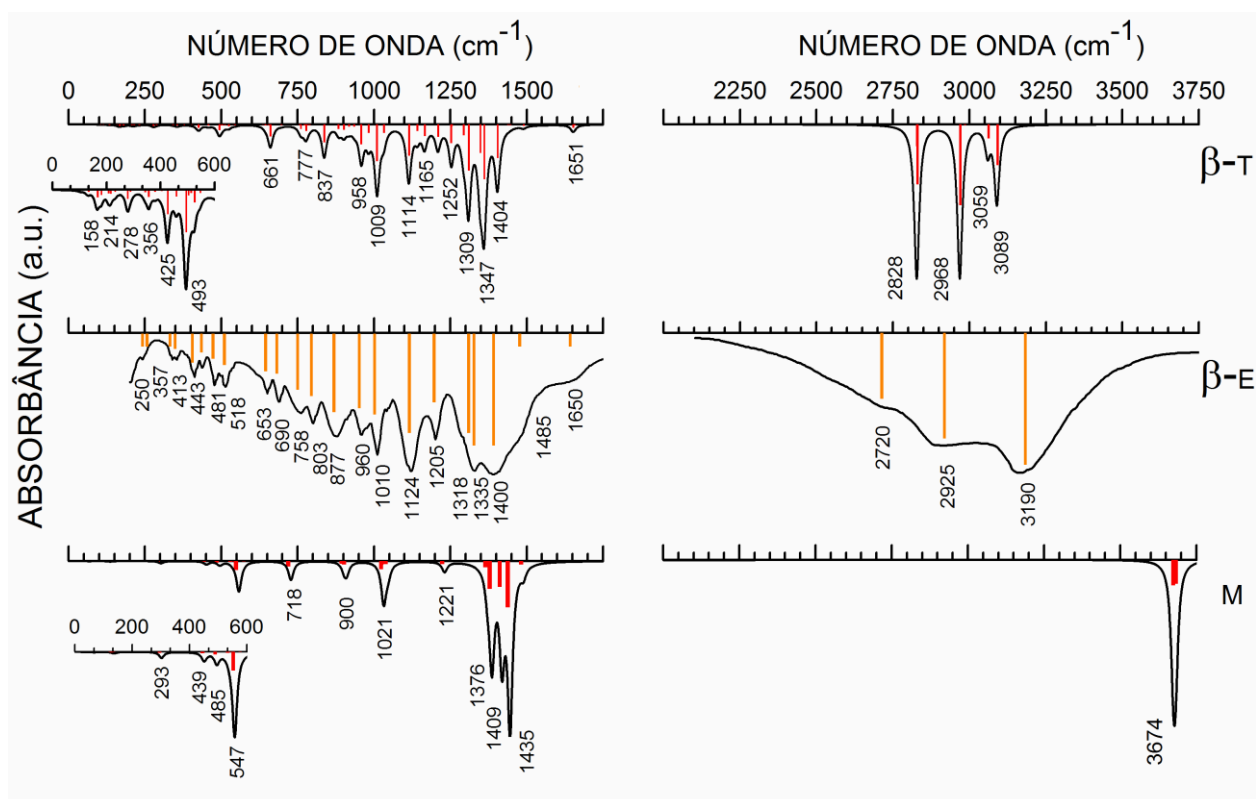 NÚMERO DE ONDA (cm-1)
NÚMERO DE ONDA (cm-1)
ABSORBÂNCIA (a.u.)
0 250 500 750 1000 1250 1500
2250 2500 2750 3000 3250 3500 3750
661 777 837 958 1009 1114 1165 1252 1309 1347 1404 1651
0 200 400 600
158 214 278 356 425 493
2828 2968 3059 3089
β-T
250 357 413 443 481 518 653 690 758 803 877 960 1010 1124 1205 1318 1335 1400 1485 1650
2720 2925 3190
β-E
718 900 1021 1221 1376 1409 1435
0 200 400 600
293 439 485 547
3674
M